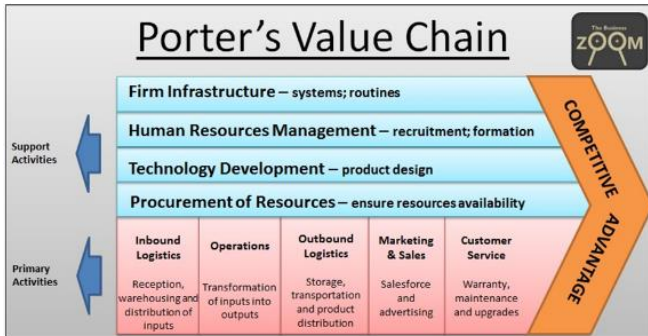 Porter's Value Chain
The Business
ZOOM
Support
Activities
Firm Infrastructure – systems; routines
Human Resources Management – recruitment; formation
Technology Development – product design
Procurement of Resources – ensure resources availability
Primary
Activities
Inbound
Logistics
Reception,
warehousing and
distribution of
inputs
Operations
Transformation
of inputs into
outputs
Outbound
Logistics
Storage,
transportation
and product
distribution
Marketing
& Sales
Salesforce
and
advertising
Customer
Service
Warranty,
maintenance
and upgrades
COMPETITIVE
ADVANTAGE